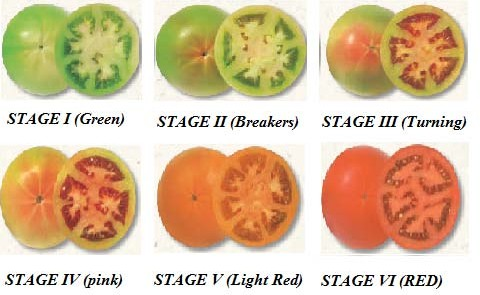 STAGE I (Green)
STAGE II (Breakers)
STAGE III (Turning)
STAGE IV (pink)
STAGE V (Light Red)
STAGE VI (RED)